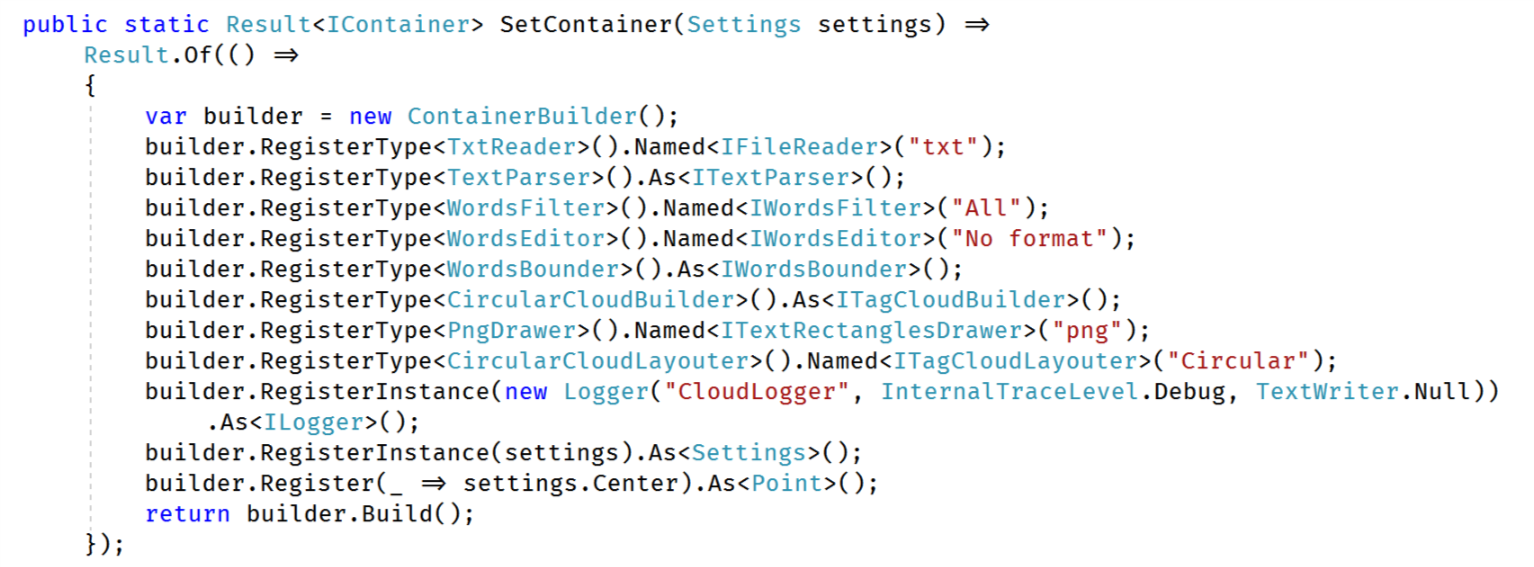 public static Result<IContainer> SetContainer(Settings settings) =>
Result.Of(() =>
{
var builder = new ContainerBuilder();
builder.RegisterType<TxtReader>().Named<IFileReader>("txt");
builder.RegisterType<TextParser>().As<ITextParser>();
builder.RegisterType<WordsFilter>().Named<IWordsFilter>("All");
builder.RegisterType<WordsEditor>().Named<IWordsEditor>("No format");
builder.RegisterType<WordsBounder>().As<IWordsBounder>();
builder.RegisterType<CircularCloudBuilder>().As<ITagCloudBuilder>();
builder.RegisterType<PngDrawer>().Named<ITextRectanglesDrawer>("png");
builder.RegisterType<CircularCloudLayouter>().Named<ITagCloudLayouter>("Circular");
builder.RegisterInstance(new Logger("CloudLogger", InternalTraceLevel.Debug, TextWriter.Null))
.As<ILogger>();
builder.RegisterInstance(settings).As<Settings>();
builder.Register(_ => settings.Center).As<Point>();
return builder.Build();
});